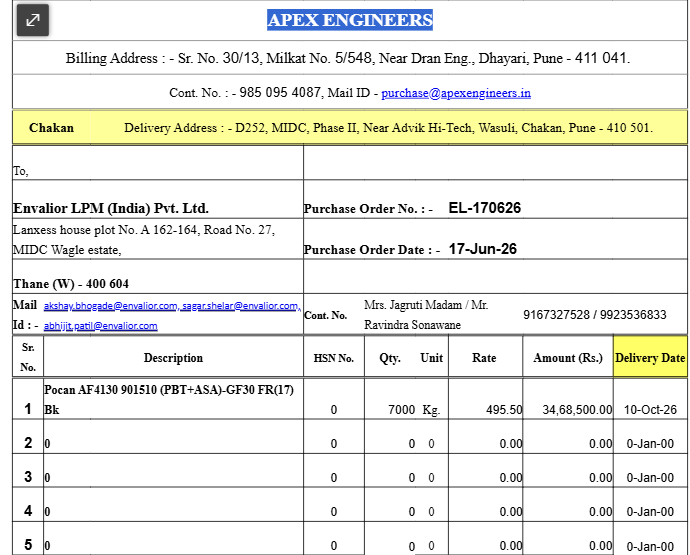 APEX ENGINEERS
Billing Address : - Sr. No. 30/13, Milkat No. 5/548, Near Dran Eng., Dhayari, Pune - 411 041.
Cont. No. : - 985 095 4087, Mail ID - purchase@apexengineers.in
Chakan Delivery Address : - D252, MIDC, Phase II, Near Advik Hi-Tech, Wasuli, Chakan, Pune - 410 501.
To,
Envalior LPM (India) Pvt. Ltd. Purchase Order No. : - EL-170626
Lanxess house plot No. A 162-164, Road No. 27,
MIDC Wagle estate, Purchase Order Date : - 17-Jun-26
Thane (W) - 400 604
Mail akshay.bhogade@envalior.com, sagar.shelar@envalior.com,
Id : - abhijit.patil@envalior.com
Cont. No. Mrs. Jagruti Madam / Mr.
Ravindra Sonawane
9167327528 / 9923536833
Sr.
No. Description HSN No. Qty. Unit Rate Amount (Rs.) Delivery Date
Pocan AF4130 901510 (PBT+ASA)-GF30 FR(17)
1 Bk 0 7000 Kg. 495.50 34,68,500.00 10-Oct-26
2 0 0 0 0 0.00 0.00 0-Jan-00
3 0 0 0 0 0.00 0.00 0-Jan-00
4 0 0 0 0 0.00 0.00 0-Jan-00
5 0 0 0 0 0.00 0.00 0-Jan-00